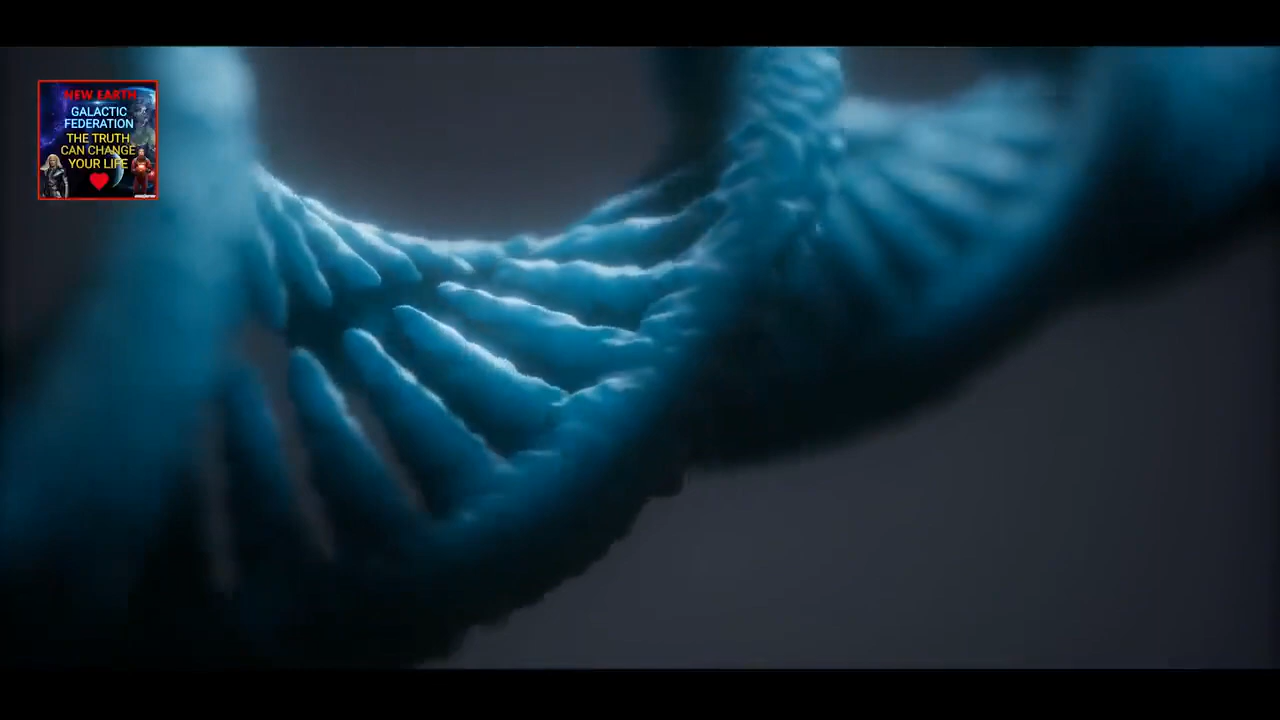 NEW EARTH
GALACTIC
FEDERATION
THE TRUTH
CAN CHANGE
YOUR LIFE